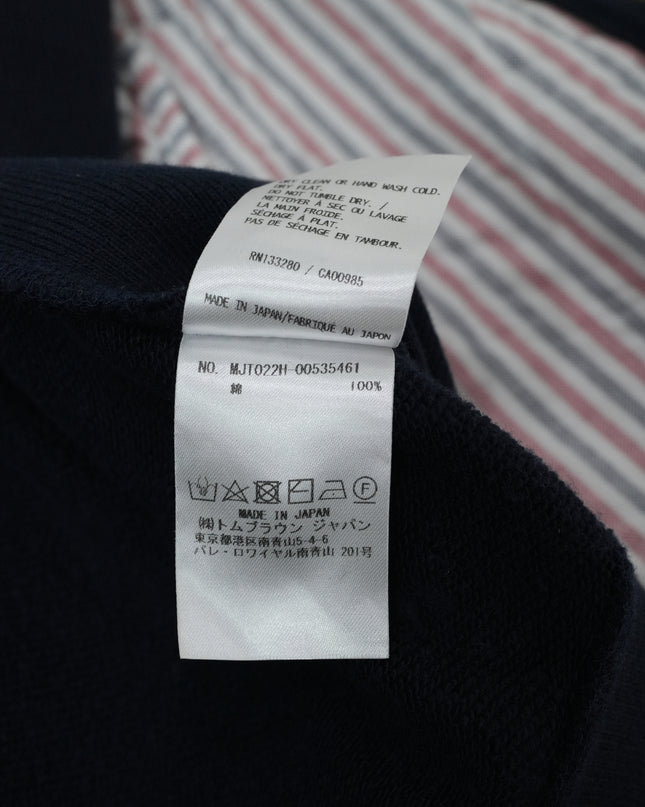 DRY CLEAN OR HAND WASH COLD.
DRY FLAT.
DO NOT TUMBLE DRY. /
NETTOYER À SEC OU LAVAGE
LA MAIN FROIDE.
SÉCHAGE À PLAT.
PAS DE SÉCHAGE EN TAMBOUR.
RN133280 / CA00985
MADE IN JAPAN/FABRIQUE AU JAPON
NO. MJT022H-00535461
綿 100%
F
MADE IN JAPAN
(株)トムブラウン ジャパン
東京都港区南青山5-4-6
パレ・ロワイヤル南青山 201号